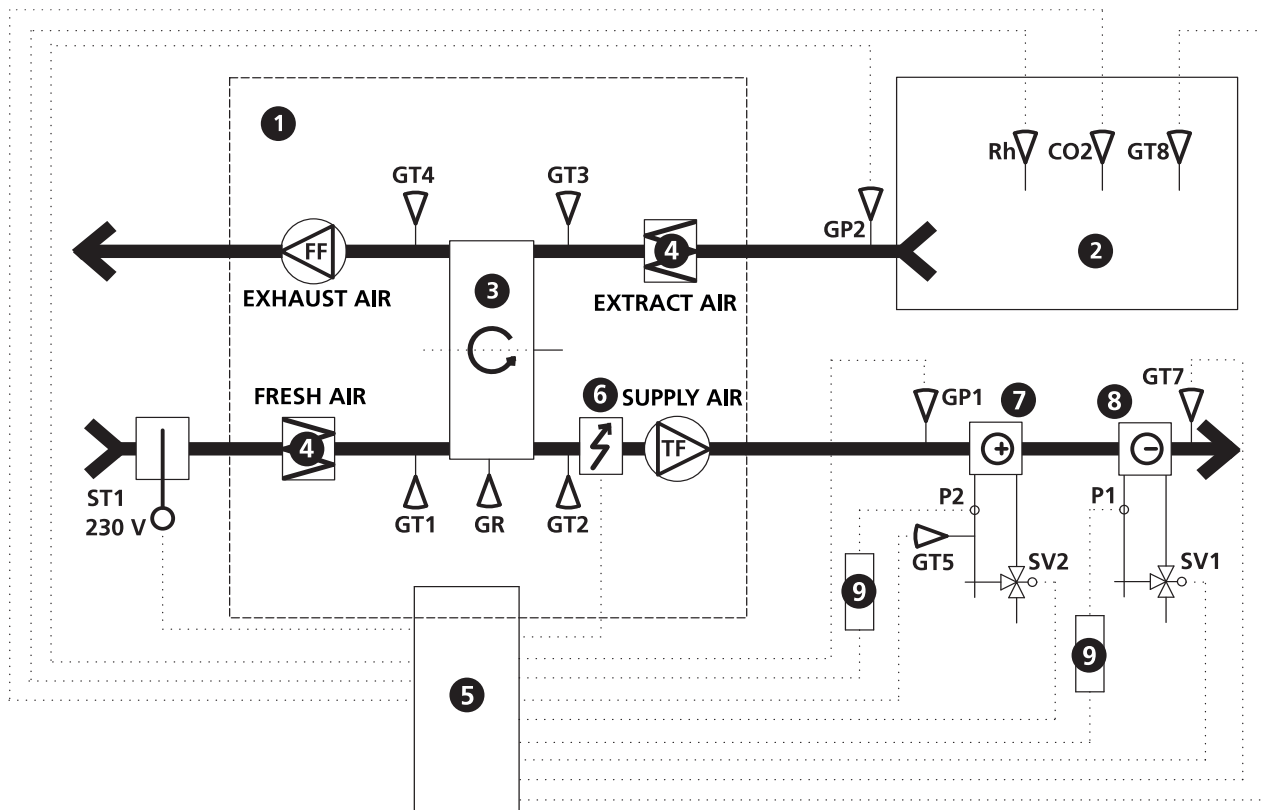 1
Rh
CO2
GT8
GT4
GT3
GP2
2
FF
4
3
EXHAUST AIR
EXTRACT AIR
FRESH AIR
6
SUPPLY AIR
GP1
7
8
GT7
4
TF
ST1
230 V
GT1
GR
GT2
P2
P1
GT5
SV2
SV1
9
9
5